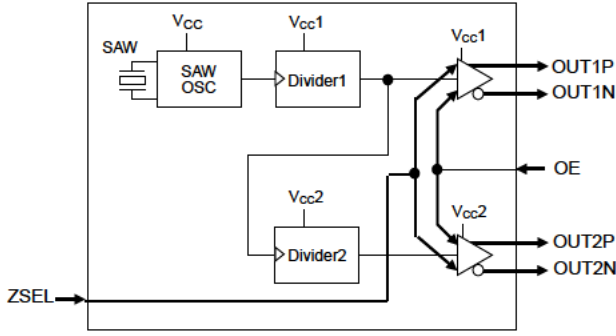 VCC
VCC1
SAW
SAW
OSC
Divider1
VCC1
OUT1P
OUT1N
OE
VCC2
Divider2
VCC2
OUT2P
OUT2N
ZSEL